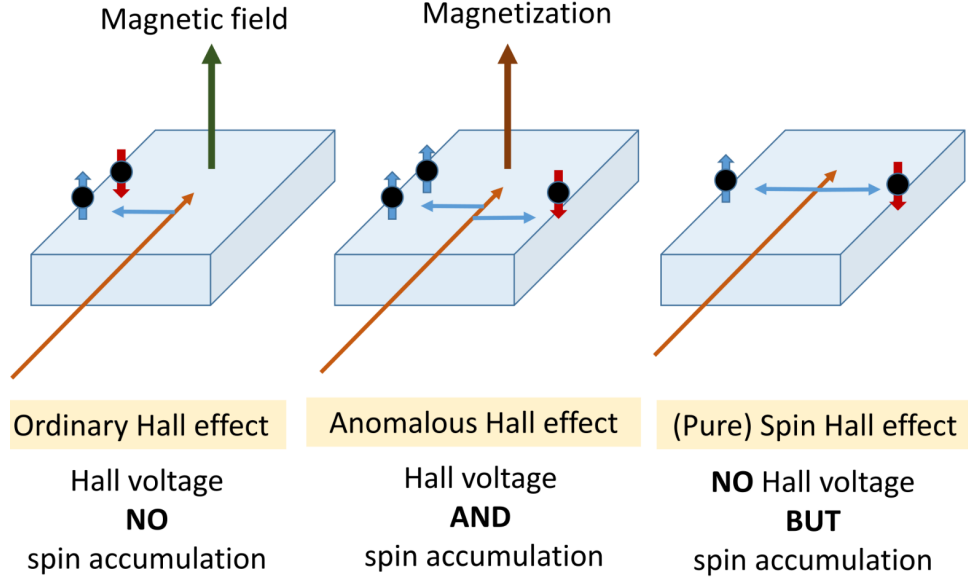 Magnetic field
Magnetization
Ordinary Hall effect
Anomalous Hall effect
(Pure) Spin Hall effect
Hall voltage
NO
spin accumulation
Hall voltage
AND
spin accumulation
NO Hall voltage
BUT
spin accumulation